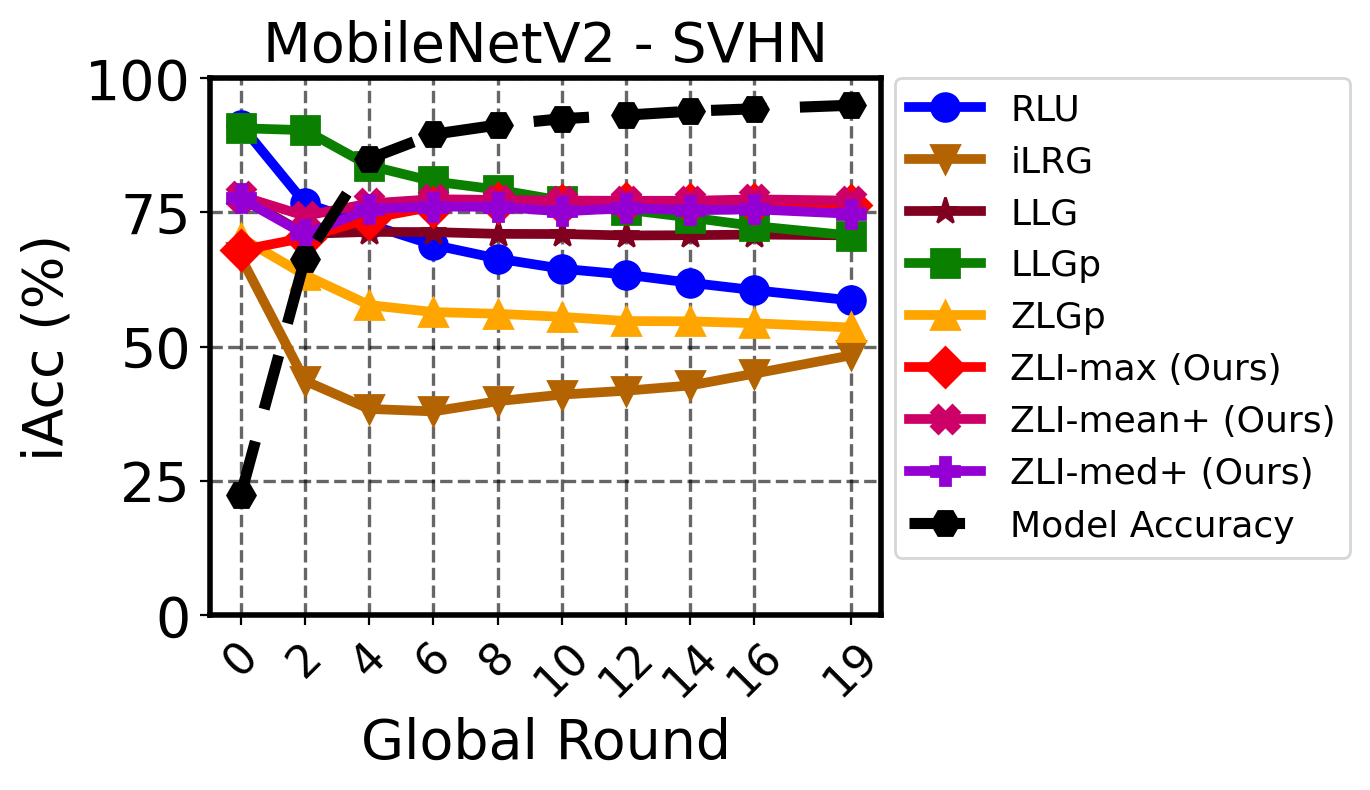 MobileNetV2 - SVHN
100
75
50
25
0
iAcc (%)
0
2
4
6
8
10
12
14
16
19
Global Round
RLU
iLRG
LLG
LLGp
ZLGp
ZLI-max (Ours)
ZLI-mean+ (Ours)
ZLI-med+ (Ours)
Model Accuracy